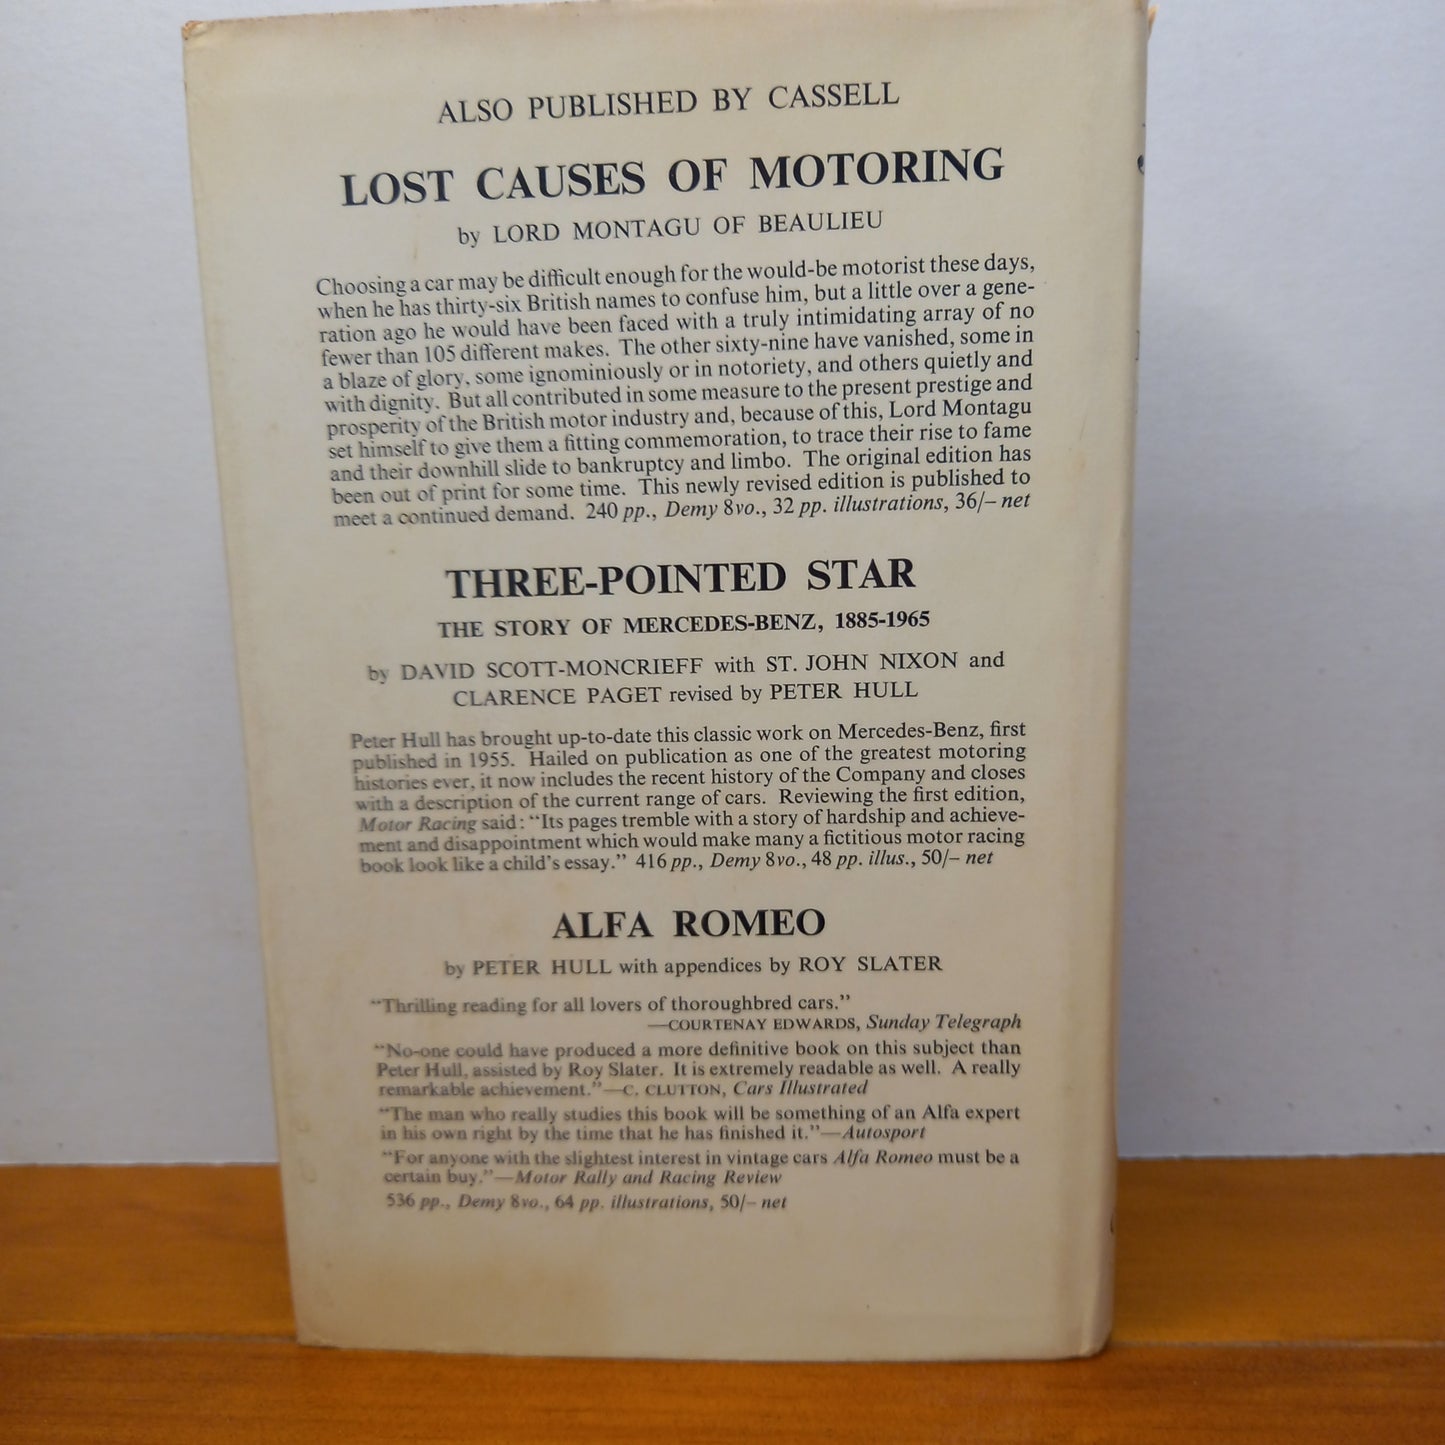 ALSO PUBLISHED BY CASSELL
LOST CAUSES OF MOTORING
by LORD MONTAGU OF BEAULIEU
Choosing a car may be difficult enough for the would-be motorist these days,
when he has thirty-six British names to confuse him, but a little over a gene-
ration ago he would have been faced with a truly intimidating array of no
fewer than 105 different makes. The other sixty-nine have vanished, some in
a blaze of glory, some ignominiously or in notoriety, and others quietly and
with dignity. But all contributed in some measure to the present prestige and
prosperity of the British motor industry and, because of this, Lord Montagu
set himself to give them a fitting commemoration, to trace their rise to fame
and their downhill slide to bankruptcy and limbo. The original edition has
been out of print for some time. This newly revised edition is published to
meet a continued demand. 240 pp., Demy 8vo., 32 pp. illustrations, 36/– net
THREE-POINTED STAR
THE STORY OF MERCEDES-BENZ, 1885-1965
by DAVID SCOTT-MONCRIEFF with ST. JOHN NIXON and
CLARENCE PAGET revised by PETER HULL
Peter Hull has brought up-to-date this classic work on Mercedes-Benz, first
published in 1955. Hailed on publication as one of the greatest motoring
histories ever, it now includes the recent history of the Company and closes
with a description of the current range of cars. Reviewing the first edition,
Motor Racing said: “Its pages tremble with a story of hardship and achieve-
ment and disappointment which would make many a fictitious motor racing
book look like a child's essay.” 416 pp., Demy 8vo., 48 pp. illus., 50/– net
ALFA ROMEO
by PETER HULL with appendices by ROY SLATER
“Thrilling reading for all lovers of thoroughbred cars.”
—COURTENAY EDWARDS, Sunday Telegraph
“No-one could have produced a more definitive book on this subject than
Peter Hull, assisted by Roy Slater. It is extremely readable as well. A really
remarkable achievement.”—C. CLUTTON, Cars Illustrated
“The man who really studies this book will be something of an Alfa expert
in his own right by the time that he has finished it.”—Autosport
“For anyone with the slightest interest in vintage cars Alfa Romeo must be a
certain buy.”—Motor Rally and Racing Review
536 pp., Demy 8vo., 64 pp. illustrations, 50/– net